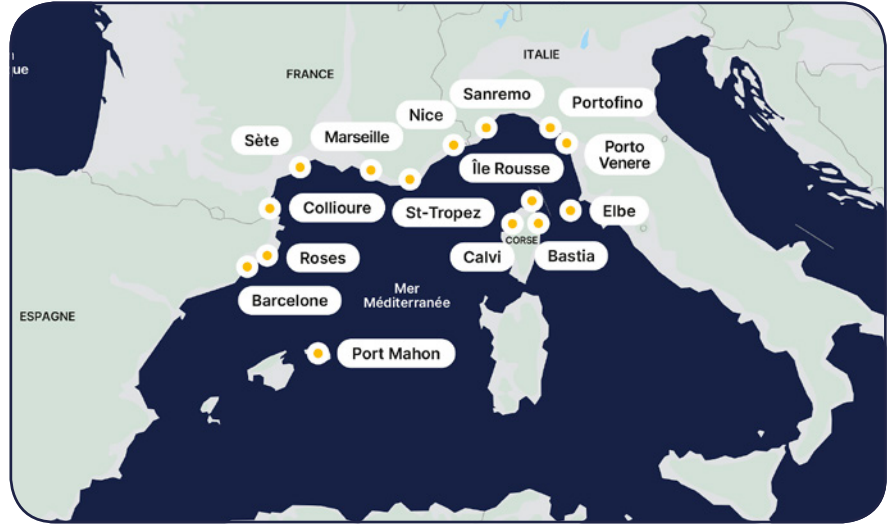 ue
ITALIE
FRANCE
Sanremo
Portofino
Nice
Marseille
Sète
Porto
Venere
Île Rousse
Collioure
St-Tropez
Elbe
CORSE
Calvi
Bastia
Roses
Barcelone
Mer
Méditerranée
ESPAGNE
Port Mahon